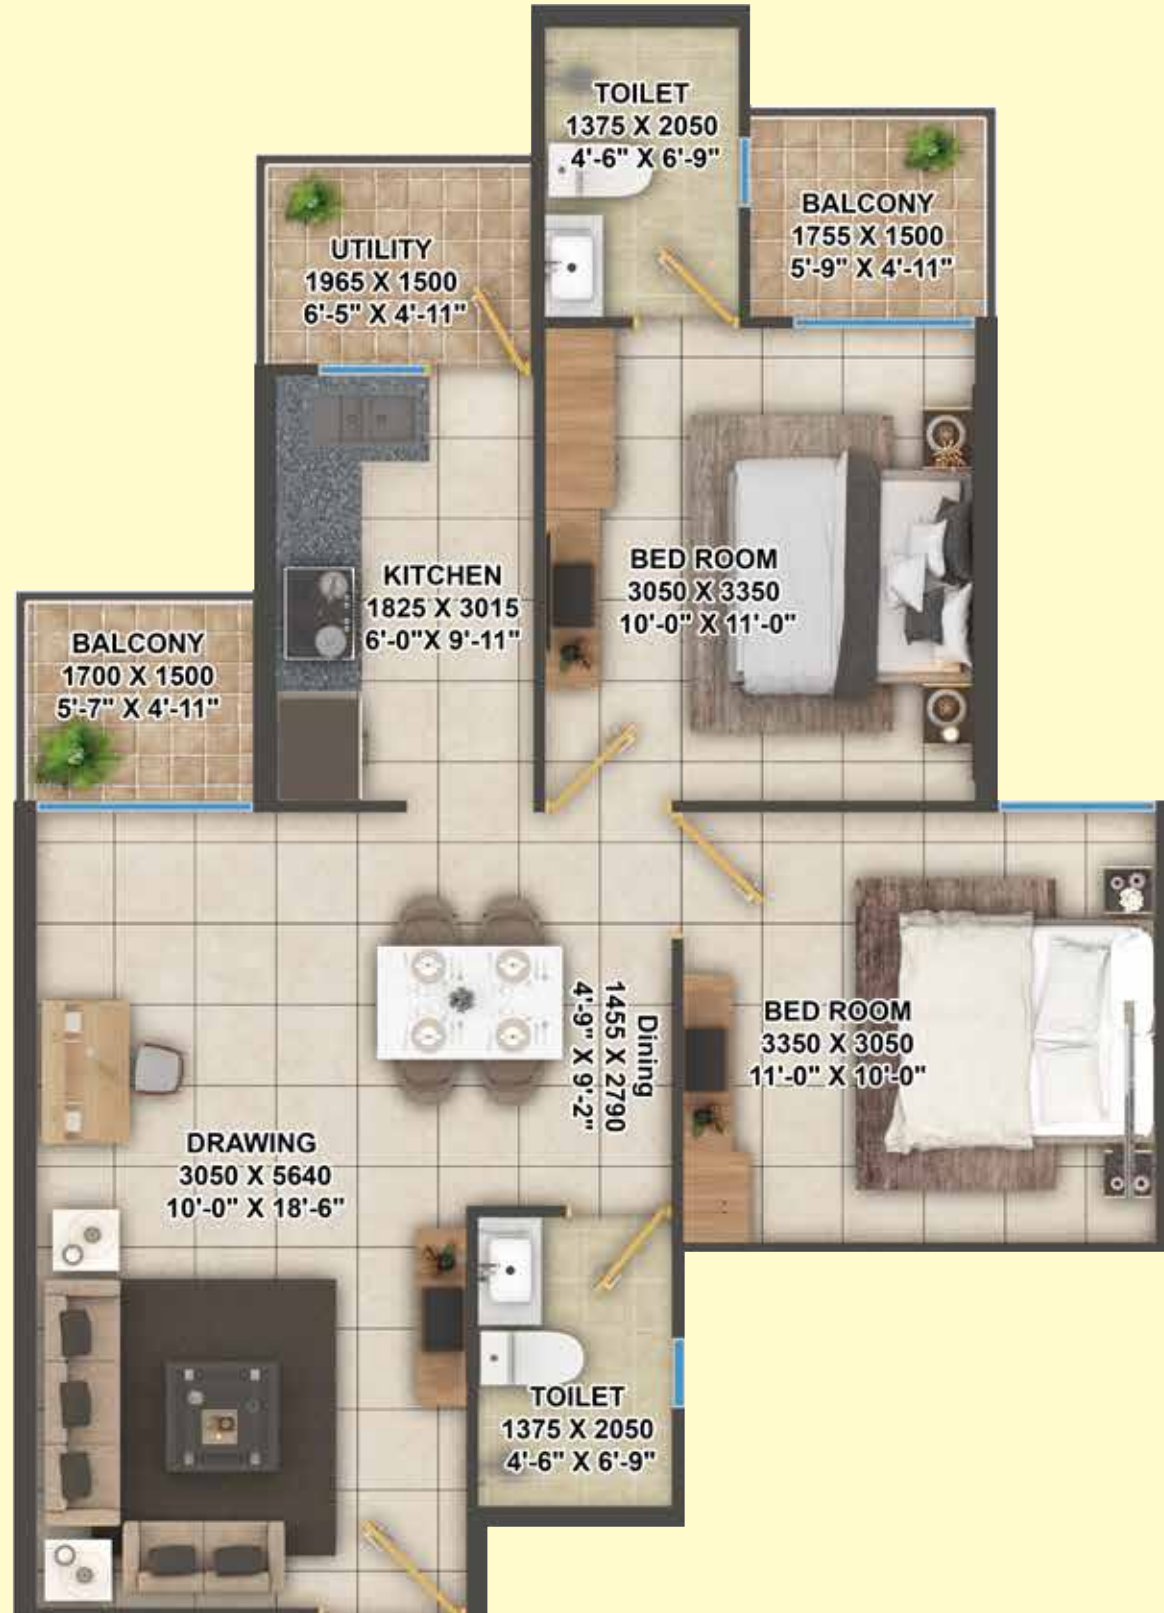 TOILET
1375 X 2050
4'-6" X 6'-9"
BALCONY
1755 X 1500
5'-9" X 4'-11"
UTILITY
1965 X 1500
6'-5" X 4'-11"
KITCHEN
1825 X 3015
6'-0"X 9'-11"
BED ROOM
3050 X 3350
10'-0" X 11'-0"
BALCONY
1700 X 1500
5'-7" X 4'-11"
Dining
1455 X 2790
4'-9" X 9'-2"
BED ROOM
3350 X 3050
11'-0" X 10'-0"
DRAWING
3050 X 5640
10'-0" X 18'-6"
TOILET
1375 X 2050
4'-6" X 6'-9"